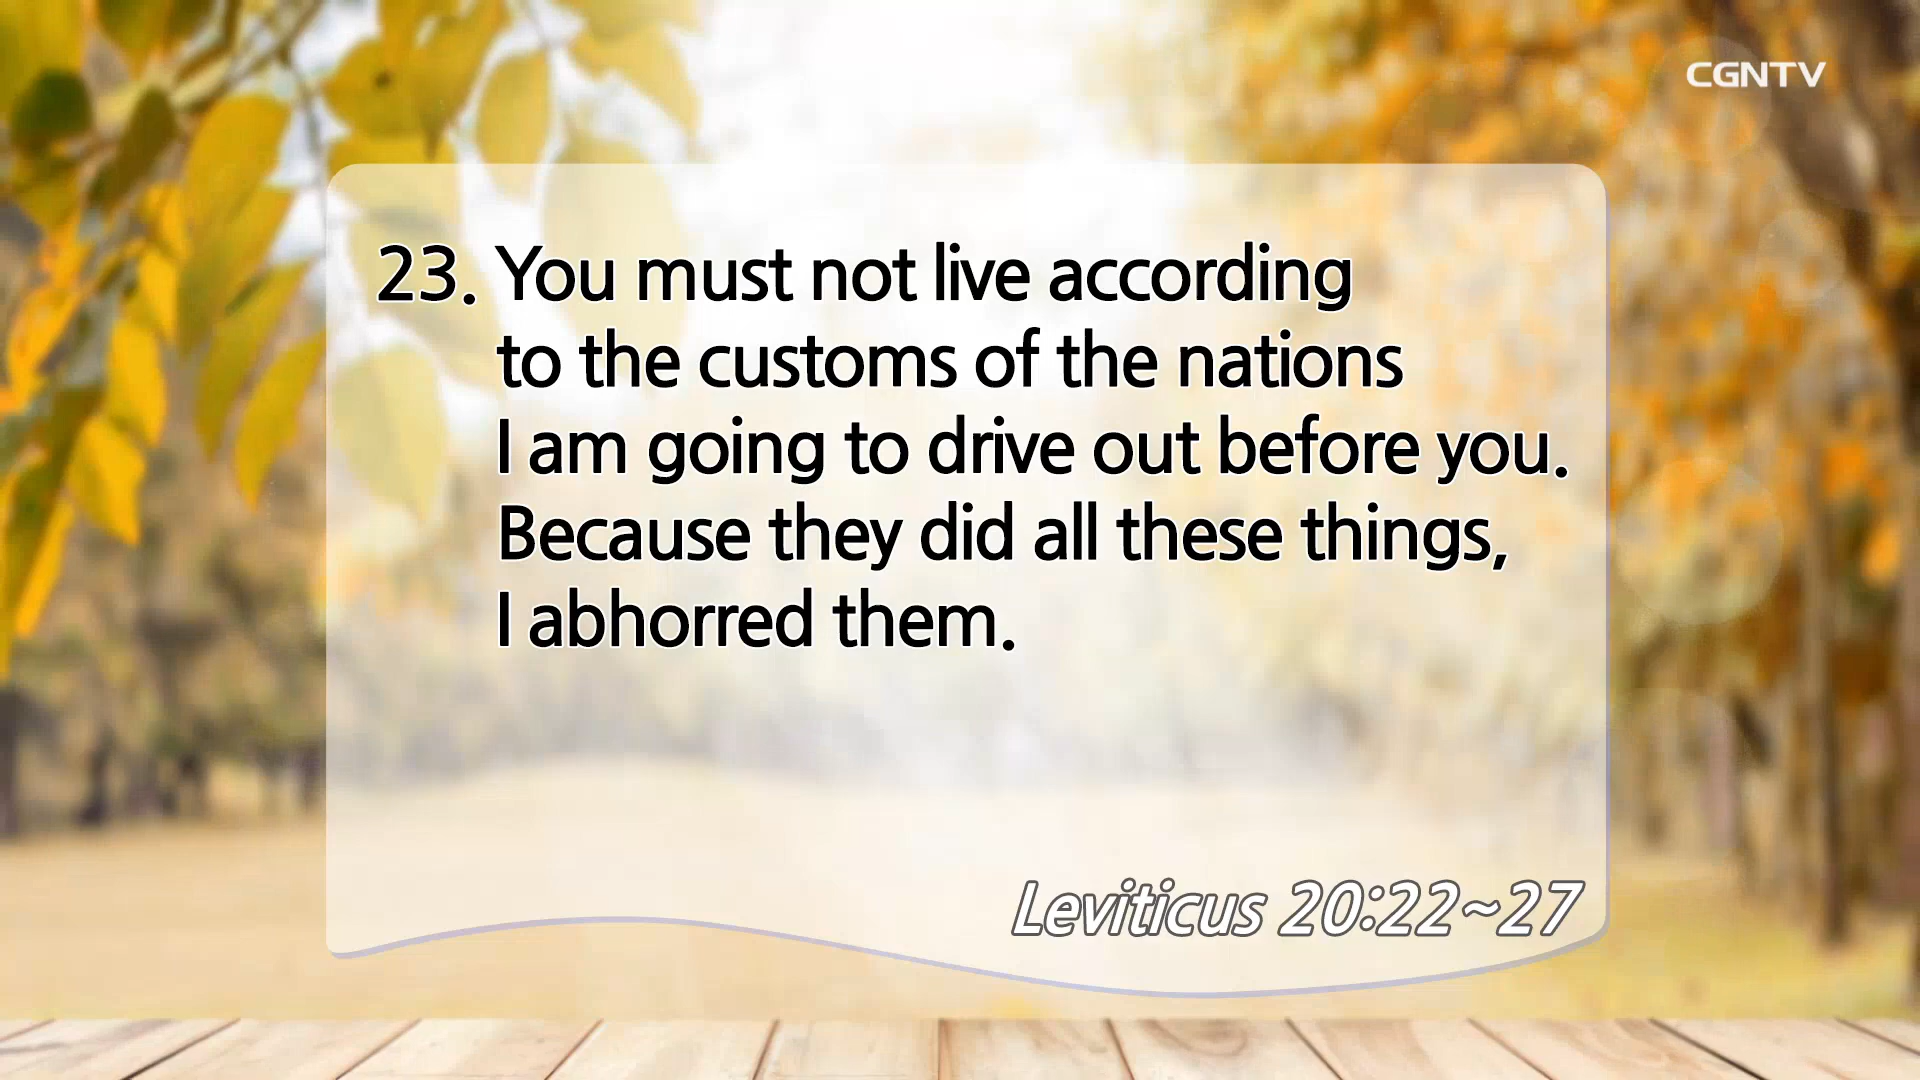 CGNTV
23. You must not live according
to the customs of the nations
I am going to drive out before you.
Because they did all these things,
I abhorred them.
Leviticus 20:22~27